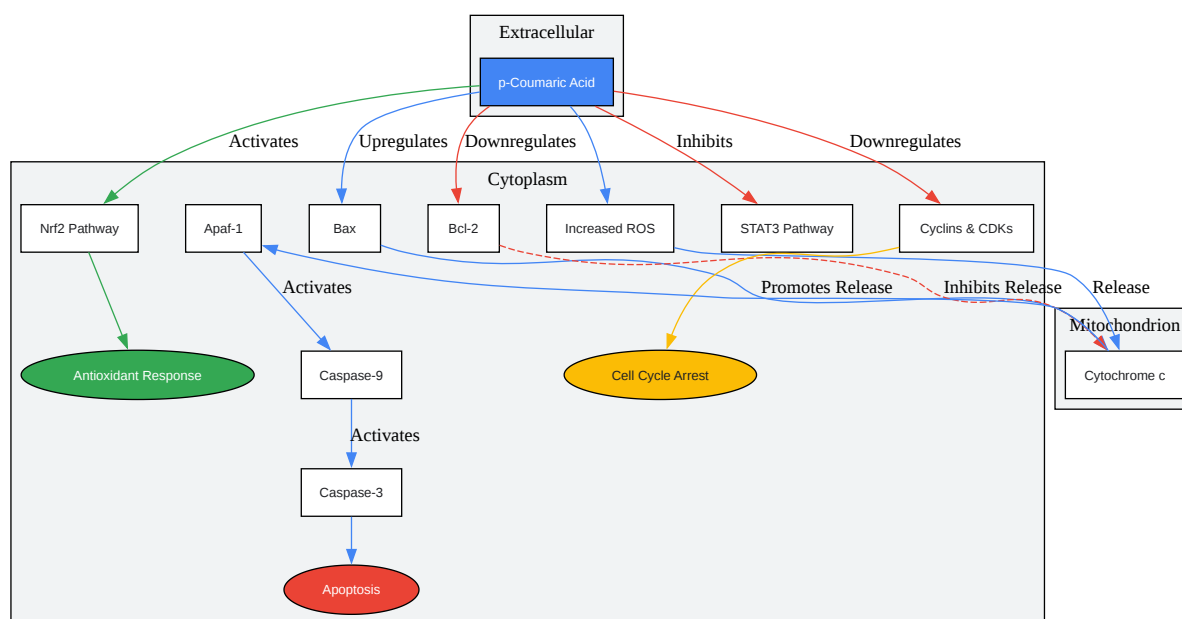 Extracellular
p-Coumaric Acid
Activates
Upregulates
Downregulates
Inhibits
Downregulates
Cytoplasm
Nrf2 Pathway
Apaf-1
Bax
Bcl-2
Increased ROS
STAT3 Pathway
Cyclins & CDKs
Activates
Promotes Release
Inhibits Release
Release
Mitochondrion
Antioxidant Response
Caspase-9
Cell Cycle Arrest
Cytochrome c
Activates
Caspase-3
Apoptosis